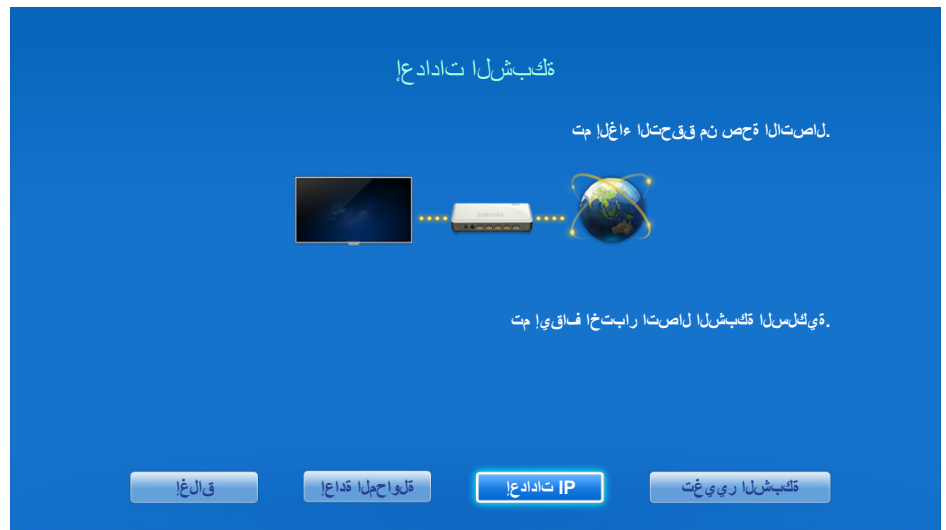 إعدادات الشبكة
تم إلغاء التحقق من صحة الاتصال.
SAMSUNG
تم إيقاف اختبار اتصال الشبكة السلكية.
إغلاق
إعادة المحاولة
إعدادات IP
تغيير الشبكة